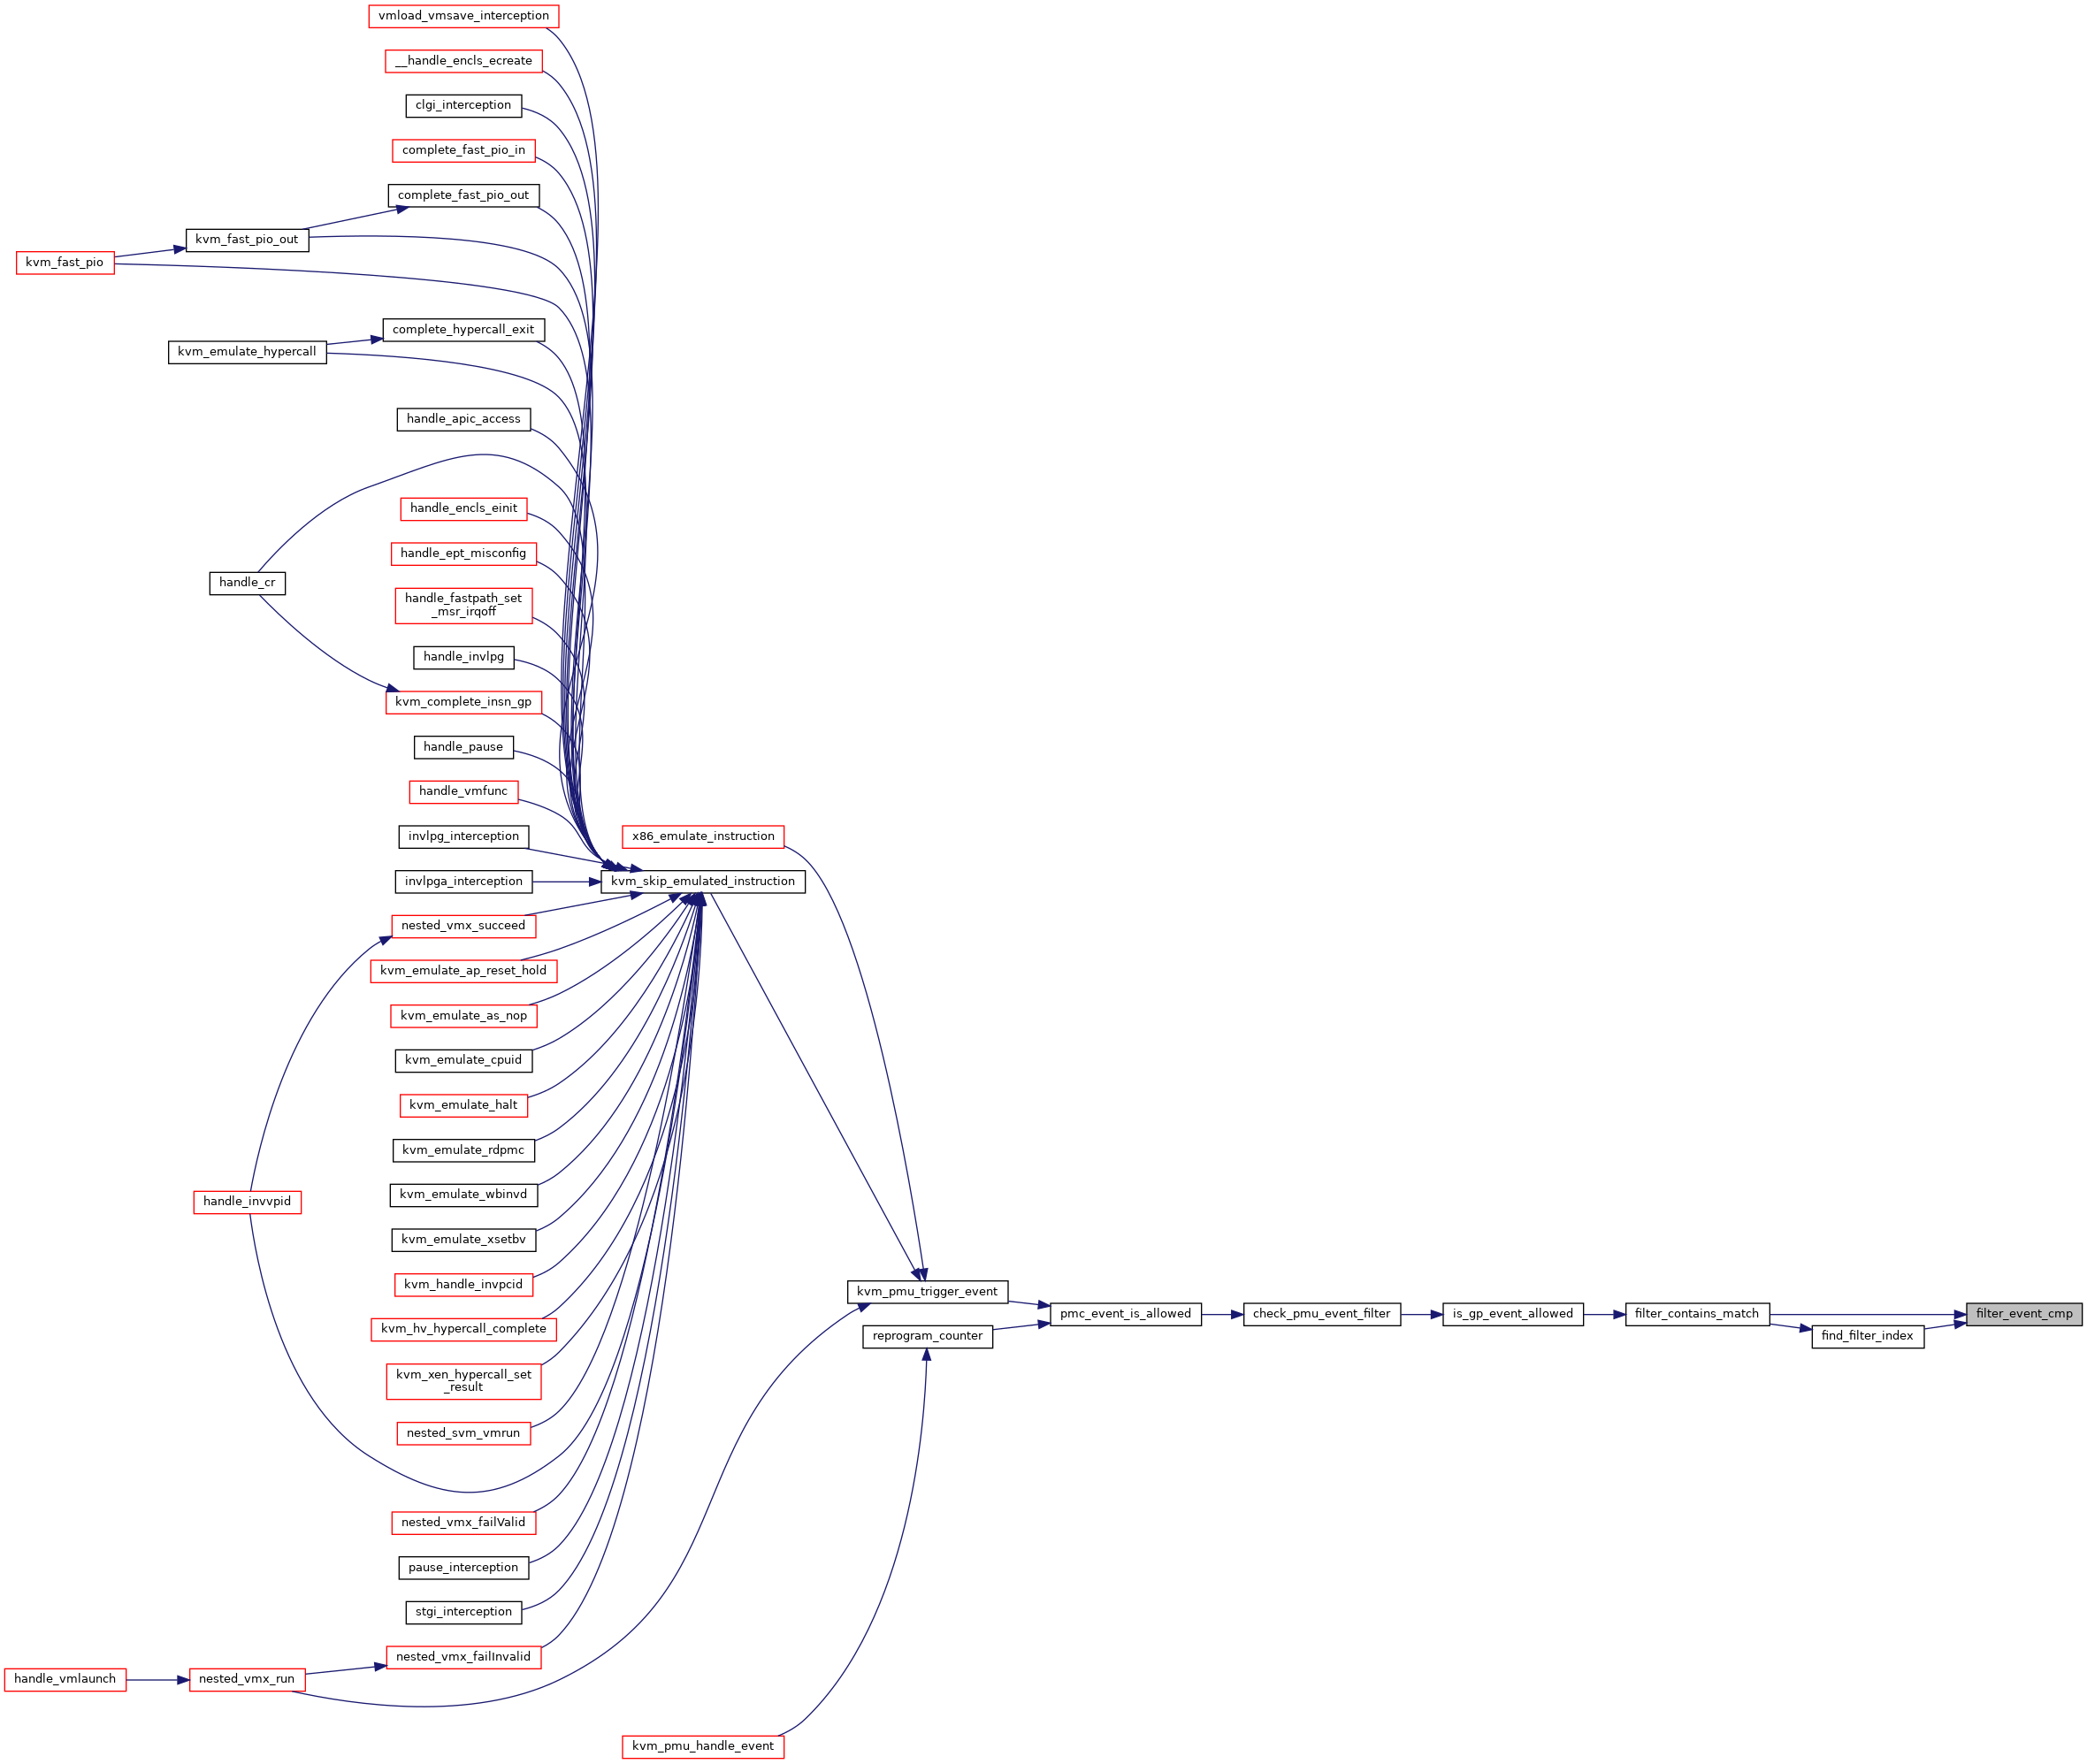 vmload_vmsave_interception
__handle_encls_ecreate
clgi_interception
complete_fast_pio_in
complete_fast_pio_out
kvm_fast_pio_out
kvm_fast_pio
complete_hypercall_exit
kvm_emulate_hypercall
handle_apic_access
handle_encls_einit
handle_ept_misconfig
handle_cr
handle_fastpath_set
_msr_irqoff
handle_invlpg
kvm_complete_insn_gp
handle_pause
handle_vmfunc
invlpg_interception
x86_emulate_instruction
invlpga_interception
kvm_skip_emulated_instruction
nested_vmx_succeed
kvm_emulate_ap_reset_hold
kvm_emulate_as_nop
kvm_emulate_cpuid
kvm_emulate_halt
kvm_emulate_rdpmc
kvm_emulate_wbinvd
handle_invvpid
kvm_emulate_xsetbv
kvm_handle_invpcid
kvm_pmu_trigger_event
pmc_event_is_allowed
check_pmu_event_filter
is_gp_event_allowed
filter_contains_match
filter_event_cmp
kvm_hv_hypercall_complete
reprogram_counter
find_filter_index
kvm_xen_hypercall_set
_result
nested_svm_vmrun
nested_vmx_failValid
pause_interception
stgi_interception
nested_vmx_failInvalid
handle_vmlaunch
nested_vmx_run
kvm_pmu_handle_event